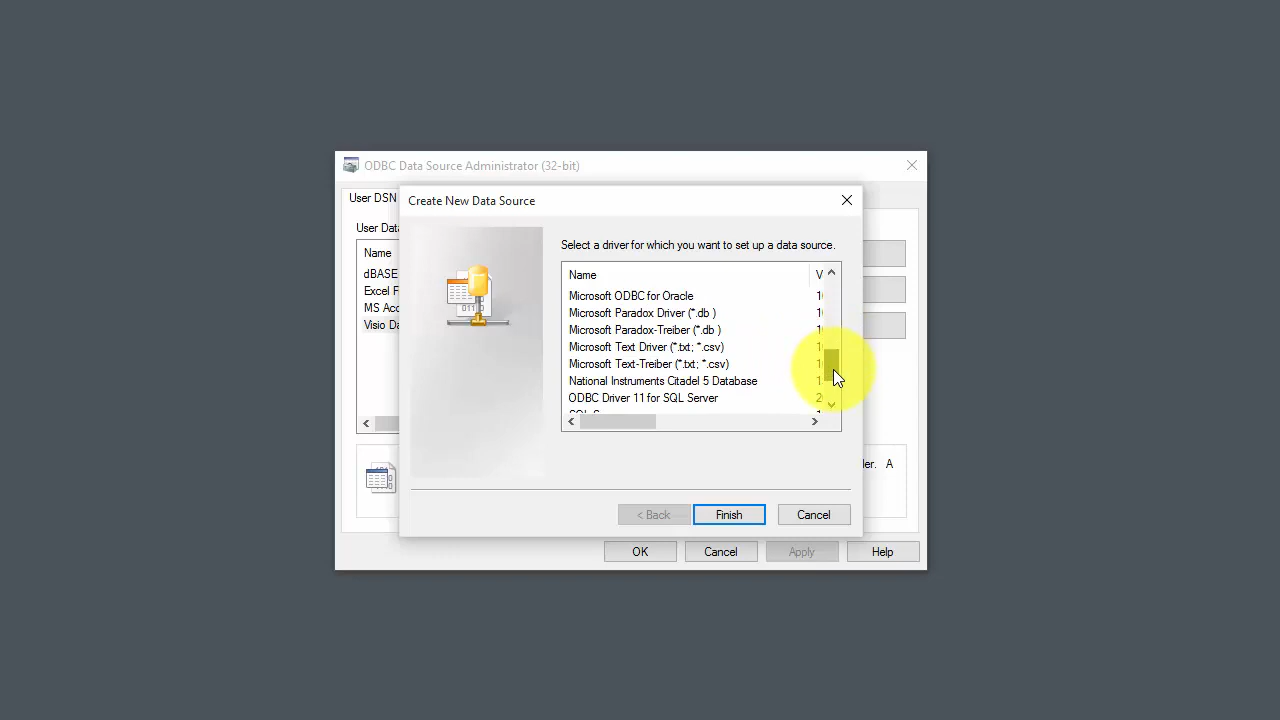 ODBC Data Source Administrator (32-bit)
User DSN
Create New Data Source
User Data
Name
dBASE
Excel F
MS Acc
Visio Da
Select a driver for which you want to set up a data source.
Name V
Microsoft ODBC for Oracle
Microsoft Paradox Driver (*.db )
Microsoft Paradox-Treiber (*.db )
Microsoft Text Driver (*.txt; *.csv)
Microsoft Text-Treiber (*.txt; *.csv)
National Instruments Citadel 5 Database
ODBC Driver 11 for SQL Server
der. A
< Back Finish Cancel
OK Cancel Apply Help